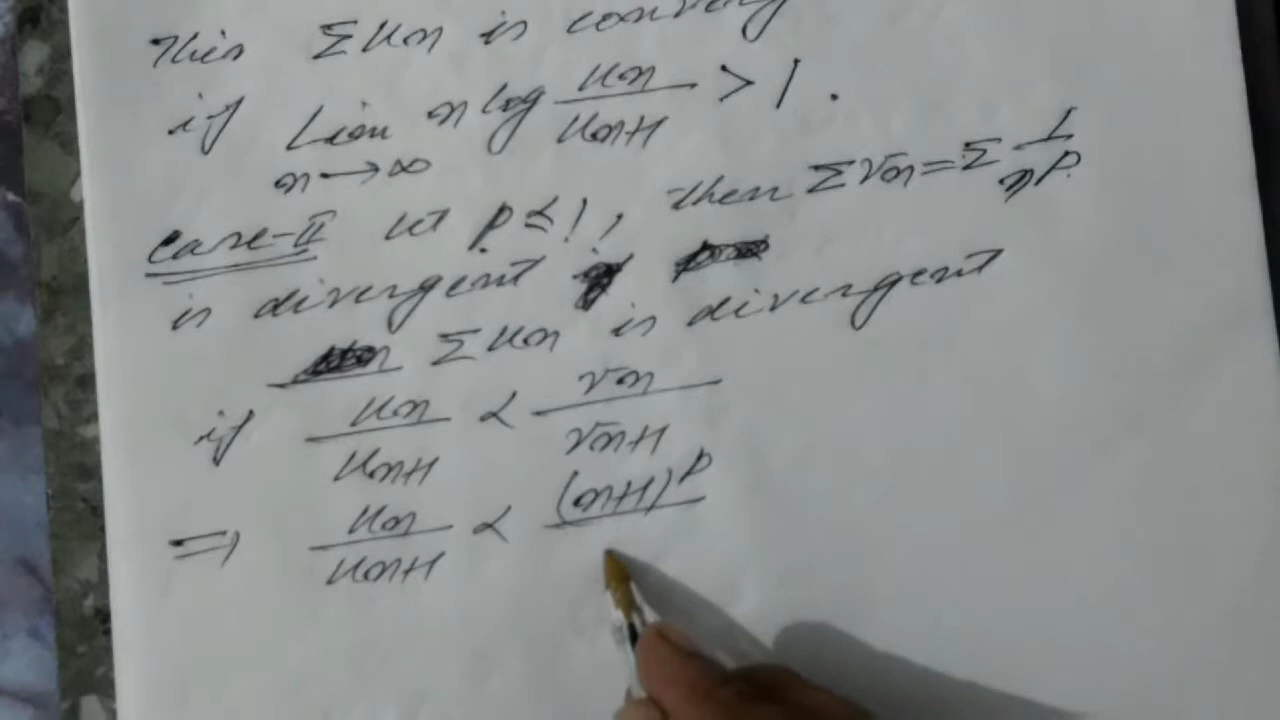 This Σun is converg
if Lim n→∞ n log un/un+1 > 1.
Case-II let p ≤ 1, then Σvn = Σ 1/n^p
is divergent
Σun is divergent
if un/un+1 < vn/vn+1
⇒ un/un+1 < (n+1)^p